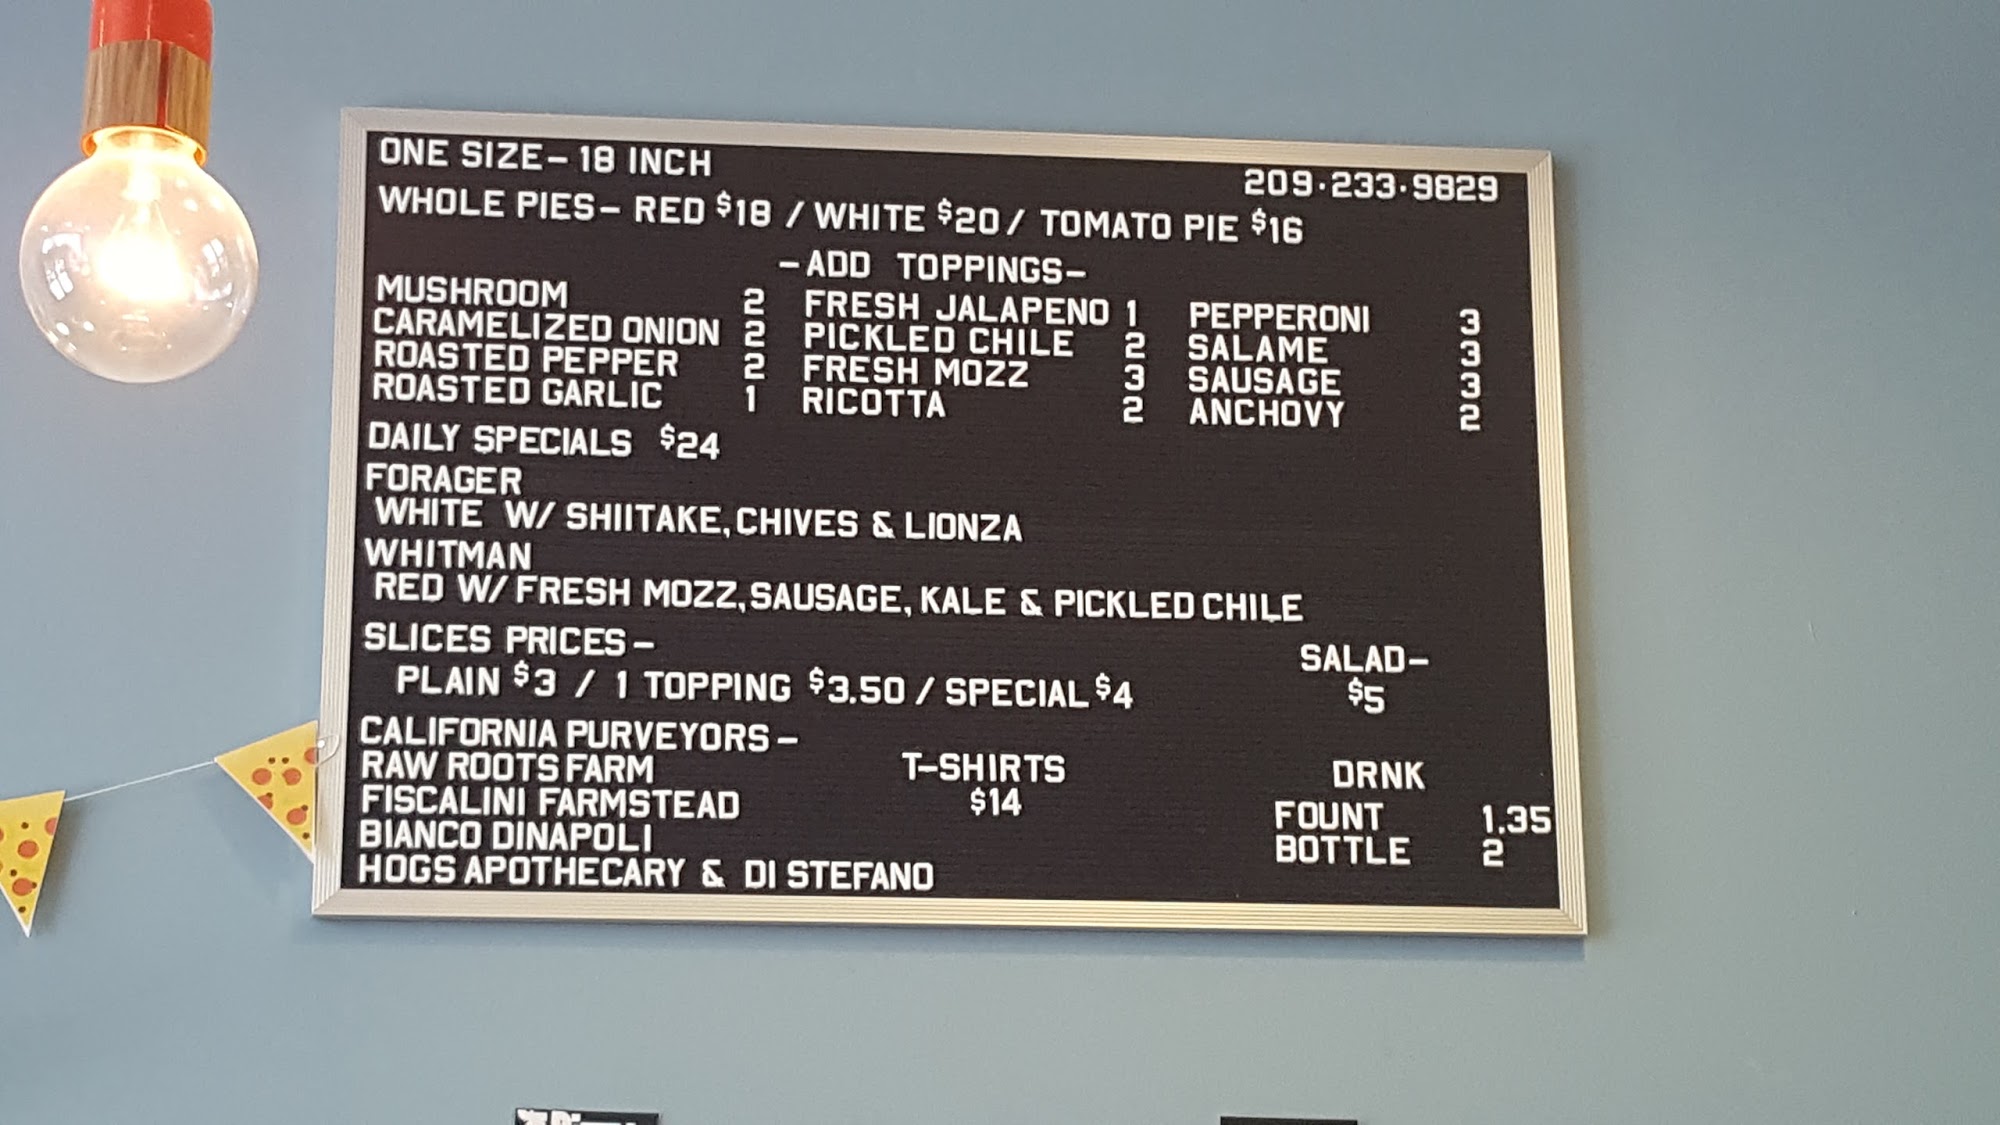 ONE SIZE- 18 INCH
209·233·9829
WHOLE PIES- RED $18 / WHITE $20 / TOMATO PIE $16
-ADD TOPPINGS-
MUSHROOM 2 FRESH JALAPENO 1 PEPPERONI 3
CARAMELIZED ONION 2 PICKLED CHILE 2 SALAME 3
ROASTED PEPPER 2 FRESH MOZZ 3 SAUSAGE 3
ROASTED GARLIC 1 RICOTTA 2 ANCHOVY 2
DAILY SPECIALS $24
FORAGER
WHITE W/ SHIITAKE, CHIVES & LIONZA
WHITMAN
RED W/ FRESH MOZZ, SAUSAGE, KALE & PICKLED CHILE
SLICES PRICES-
PLAIN $3 / 1 TOPPING $3.50 / SPECIAL $4
SALAD-
$5
CALIFORNIA PURVEYORS-
RAW ROOTS FARM
FISCALINI FARMSTEAD
BIANCO DINAPOLI
HOGS APOTHECARY & DI STEFANO
T-SHIRTS
$14
DRNK
FOUNT 1.35
BOTTLE 2